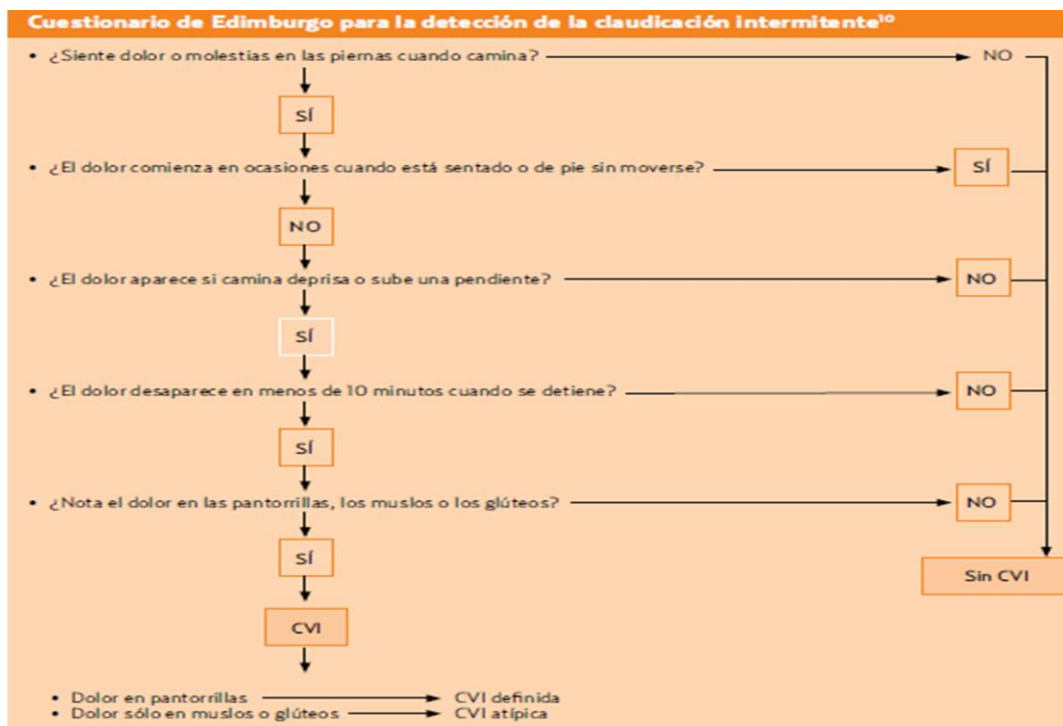 Cuestionario de Edimburgo para la detección de la claudicación intermitente¹⁰
• ¿Siente dolor o molestias en las piernas cuando camina? NO
SÍ
• ¿El dolor comienza en ocasiones cuando está sentado o de pie sin moverse? SÍ
NO
• ¿El dolor aparece si camina deprisa o sube una pendiente? NO
SÍ
• ¿El dolor desaparece en menos de 10 minutos cuando se detiene? NO
SÍ
• ¿Nota el dolor en las pantorrillas, los muslos o los glúteos? NO
SÍ
Sin CVI
CVI
• Dolor en pantorrillas CVI definida
• Dolor sólo en muslos o glúteos CVI atípica